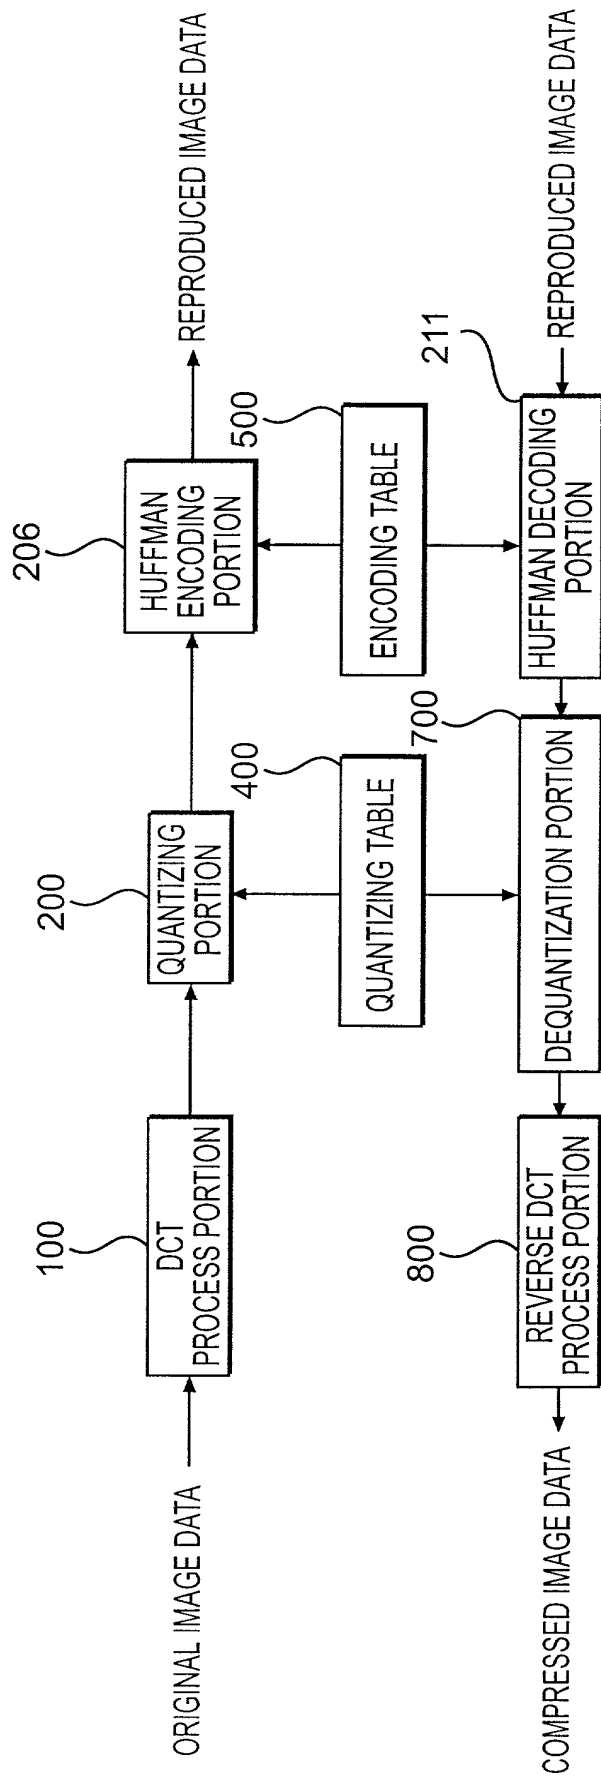 100
DCT
PROCESS PORTION
200
QUANTIZING
PORTION
206
HUFFMAN
ENCODING
PORTION
ORIGINAL IMAGE DATA
REPRODUCED IMAGE DATA
400
QUANTIZING TABLE
500
ENCODING TABLE
800
REVERSE DCT
PROCESS PORTION
700
DEQUANTIZATION PORTION
211
HUFFMAN DECODING
PORTION
COMPRESSED IMAGE DATA
REPRODUCED IMAGE DATA